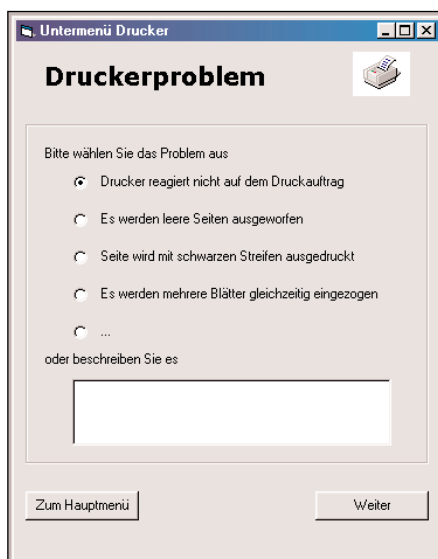 Untermenü Drucker
Druckerproblem
Bitte wählen Sie das Problem aus
Drucker reagiert nicht auf dem Druckauftrag
Es werden leere Seiten ausgeworfen
Seite wird mit schwarzen Streifen ausgedruckt
Es werden mehrere Blätter gleichzeitig eingezogen
...
oder beschreiben Sie es
Zum Hauptmenü
Weiter